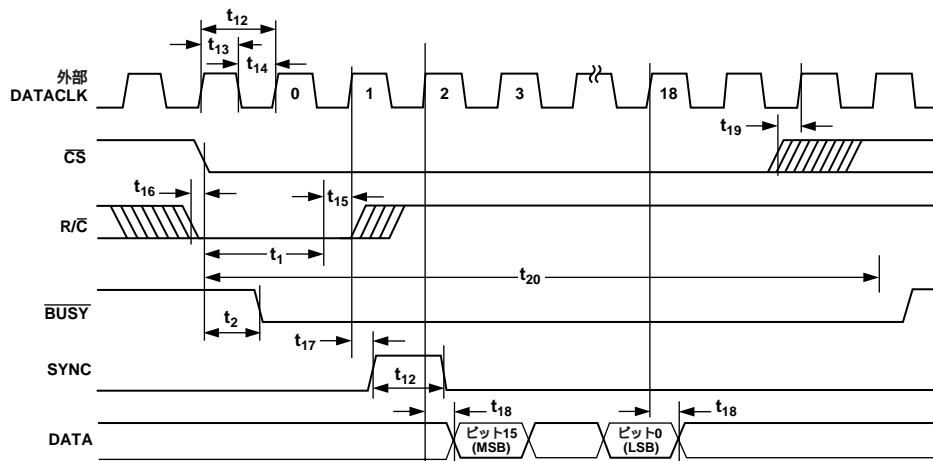 t12
t13
t14
外部
DATACLK
0
1
2
3
18
t19
CS
t16
t15
R/C
t1
t20
BUSY
t2
t17
SYNC
t12
t18
t18
DATA
ビット15
(MSB)
ビット0
(LSB)